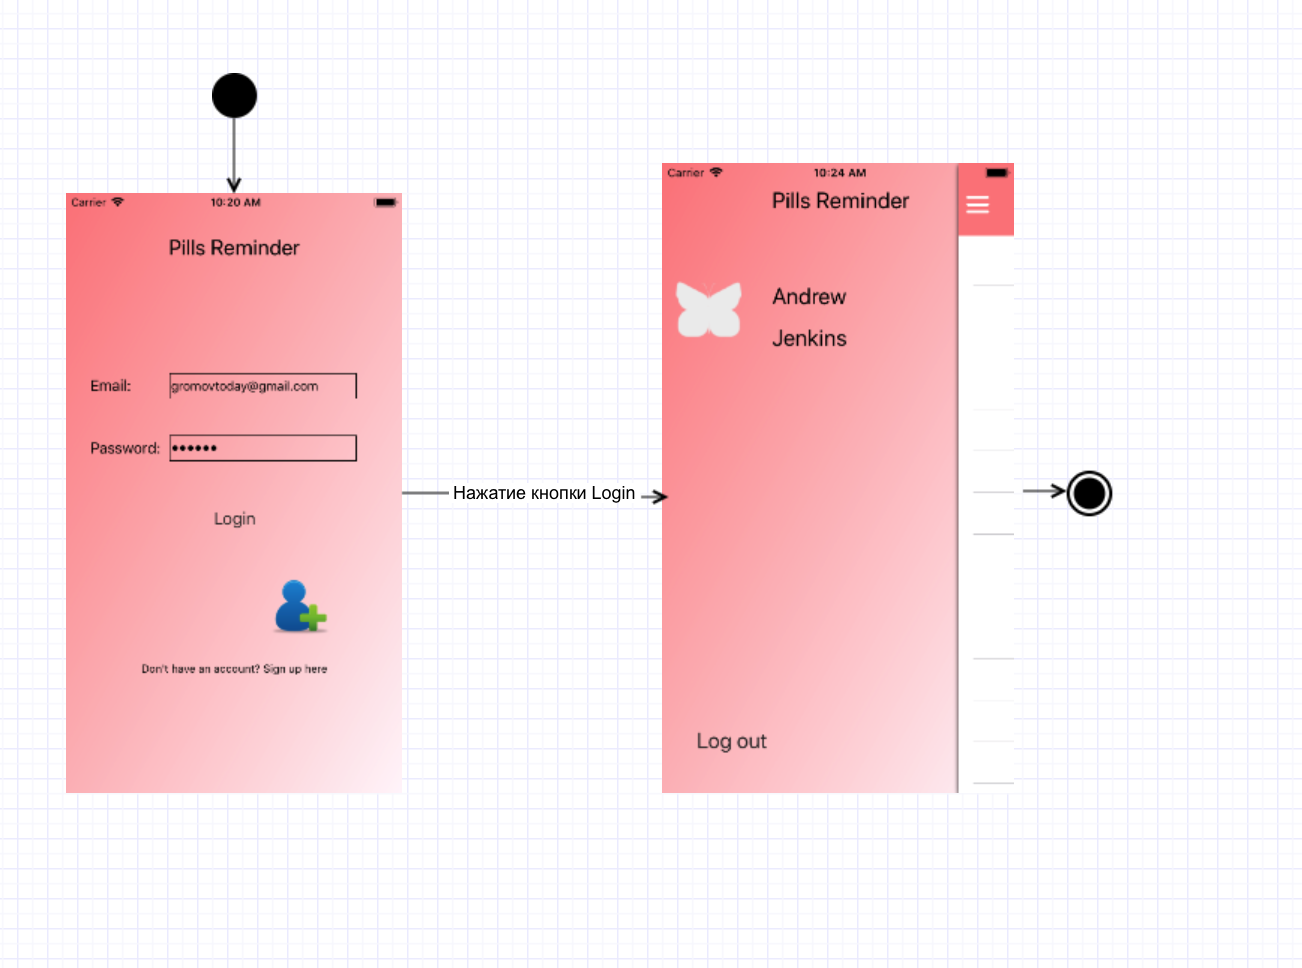 Carrier 10:20 AM
Pills Reminder
Email: gromovtoday@gmail.com
Password: ••••••
Login
Don't have an account? Sign up here
Нажатие кнопки Login
Carrier 10:24 AM
Pills Reminder
Andrew
Jenkins
Log out